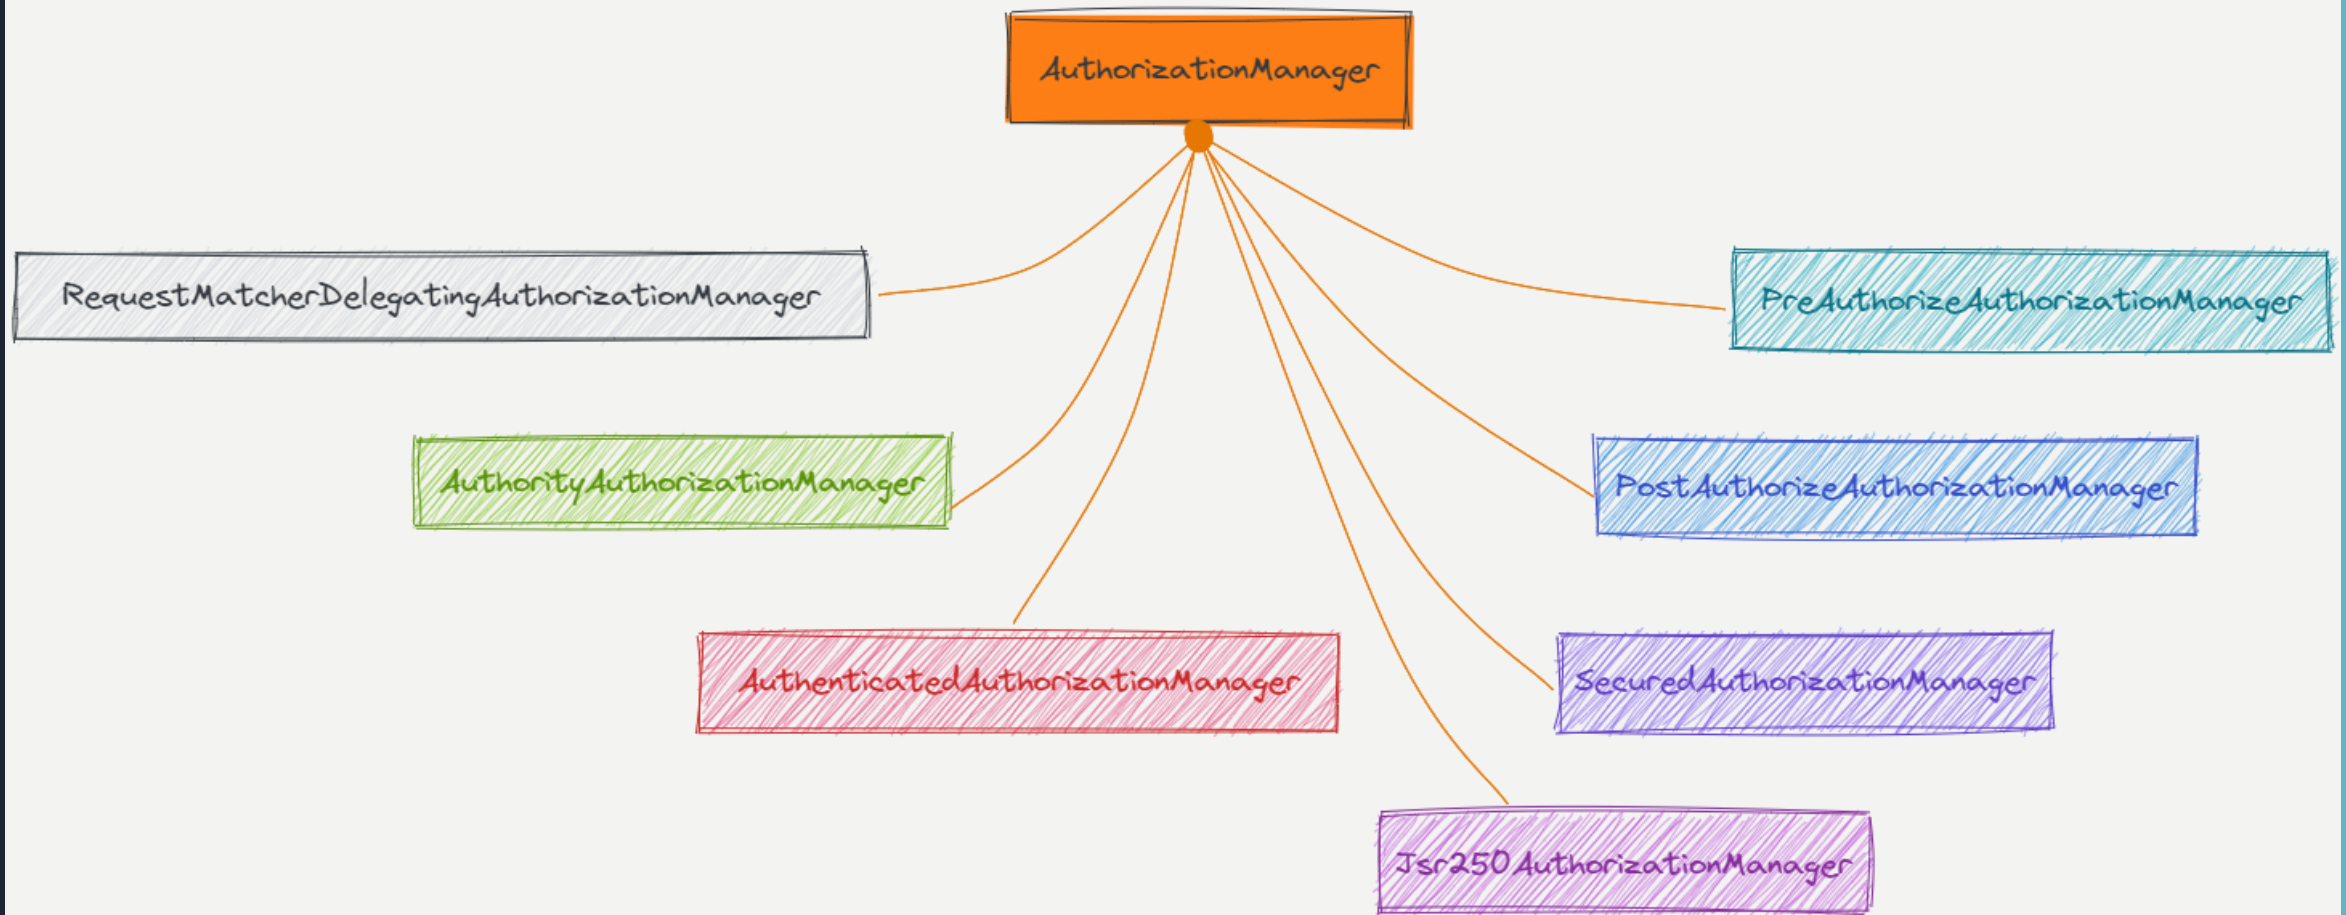 AuthorizationManager
RequestMatcherDelegatingAuthorizationManager
PreAuthorizeAuthorizationManager
AuthorityAuthorizationManager
PostAuthorizeAuthorizationManager
AuthenticatedAuthorizationManager
SecuredAuthorizationManager
Jsr250AuthorizationManager